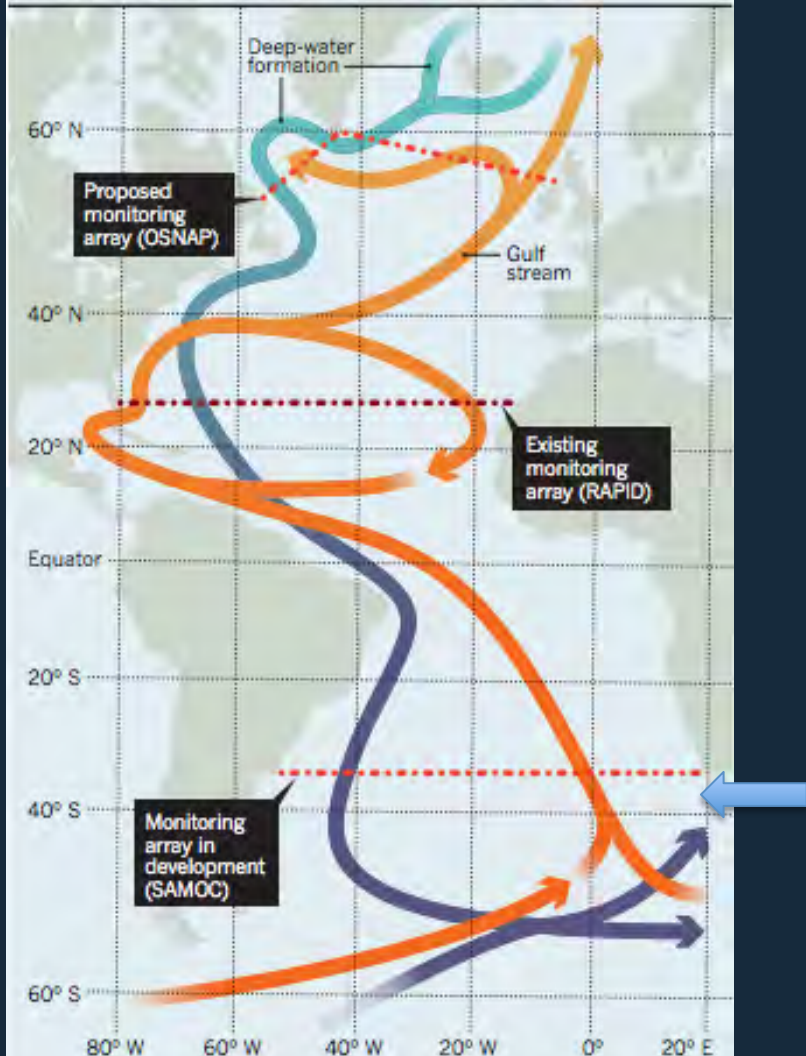 Deep-water
formation
60° N
Proposed
monitoring
array (OSNAP)
Gulf
stream
40° N
20° N
Existing
monitoring
array (RAPID)
Equator
20° S
40° S
Monitoring
array in
development
(SAMOC)
60° S
80° W 60° W 40° W 20° W 0° 20° E